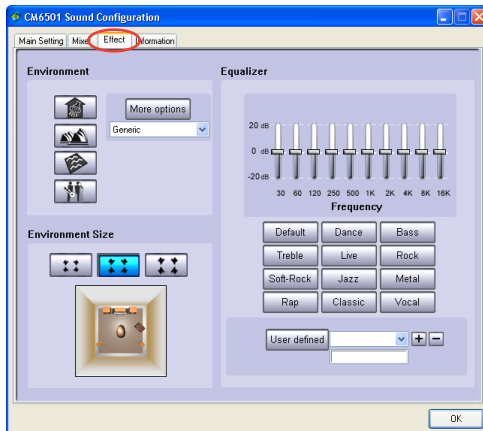 CM6501 Sound Configuration
Main Setting Mixer Effect Information
Environment
More options
Generic
Environment Size
Equalizer
20 dB
0 dB
-20 dB
30 60 120 250 500 1K 2K 4K 8K 16K
Frequency
Default Dance Bass
Treble Live Rock
Soft-Rock Jazz Metal
Rap Classic Vocal
User defined
OK